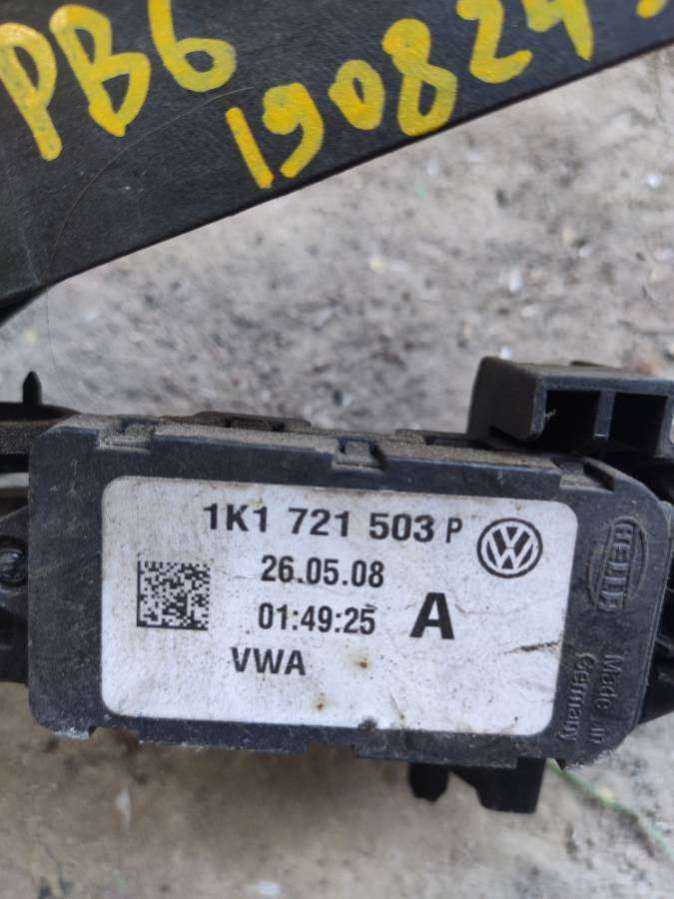 PB6
190824
1K1 721 503 P
26.05.08
01:49:25 A
VWA
HELLA
Made in
Germany